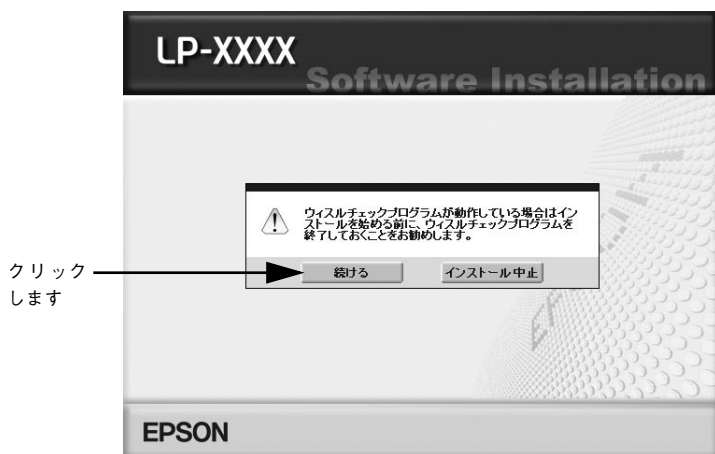 LP-XXXX
Software Installation
ウィスルチェックプログラムが動作している場合はイン
ストールを始める前に、ウィスルチェックプログラムを
終了しておくことをお勧めします。
クリック
します
続ける
インストール中止
EPSON